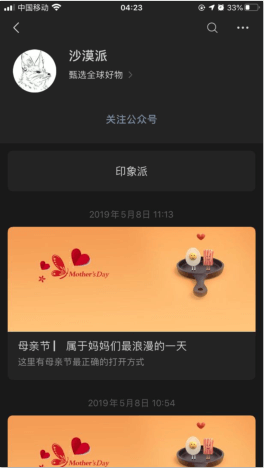 中国移动
04:23
33%
沙漠派
甄选全球好物 >
关注公众号
印象派
2019年5月8日 11:13
Mother's Day
母亲节 ▏ 属于妈妈们最浪漫的一天
这里有母亲节最正确的打开方式
2019年5月8日 10:54
Mother's Day